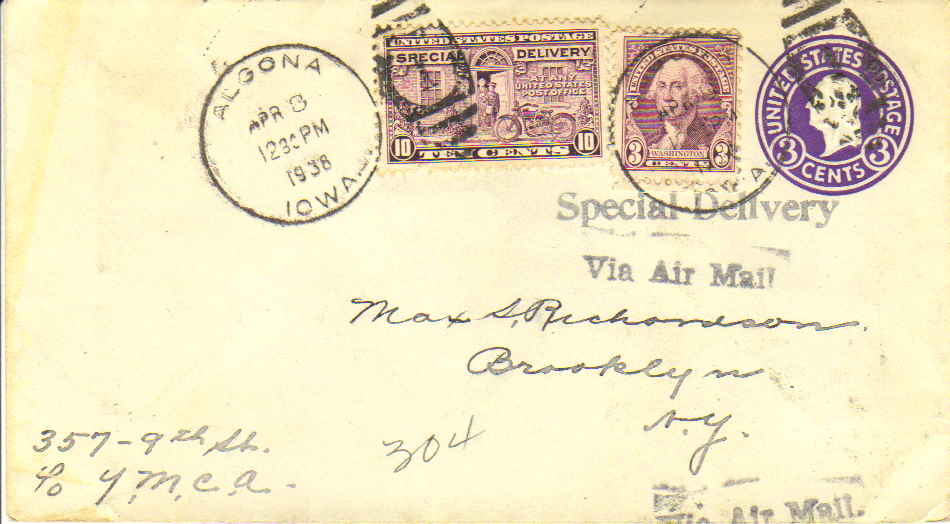 ALGONA
APR 8
1230 PM
1938
IOWA
UNITED STATES POSTAGE
SPECIAL DELIVERY
AT ANY
UNITED STATES
POST OFFICE
10 TEN CENTS 10
UNITED STATES POSTAGE
3 WASHINGTON 3
CENTS
UNITED STATES POSTAGE
3 CENTS 3
Special Delivery
Via Air Mail
Max S. Richardson.
Brooklyn
N.Y.
357-9th St.
c/o Y.M.C.A.-
304
Via Air Mail.